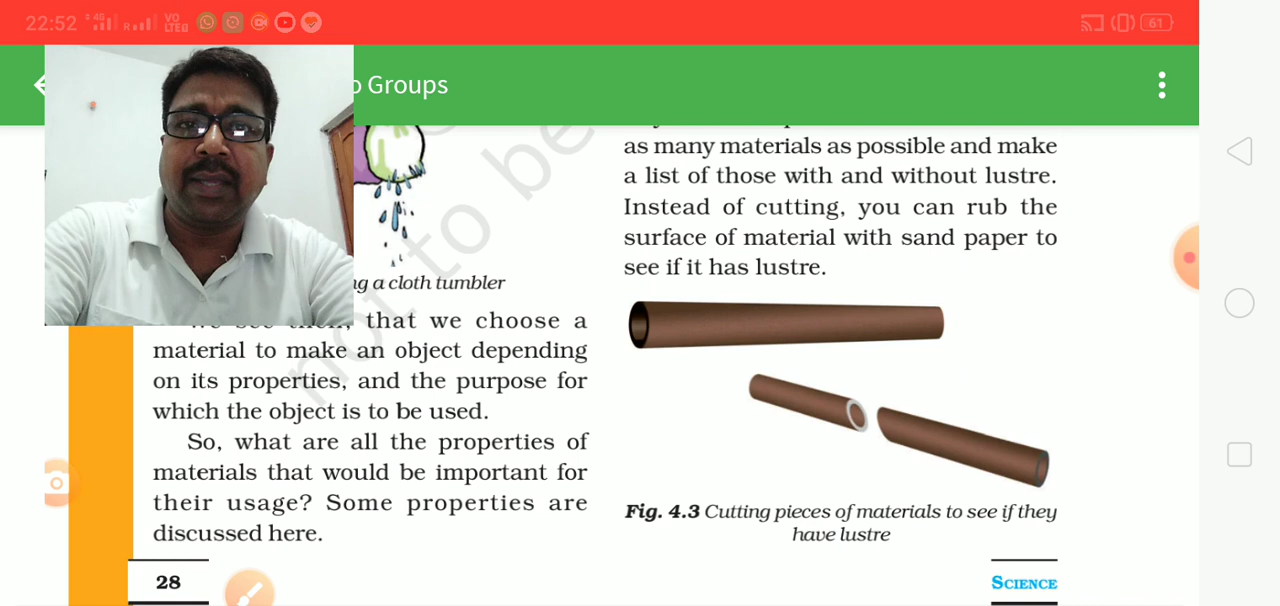 22:52 4G R VO LTE 61
o Groups
as many materials as possible and make
a list of those with and without lustre.
Instead of cutting, you can rub the
surface of material with sand paper to
see if it has lustre.
Fig. 4.3 Cutting pieces of materials to see if they
have lustre
a cloth tumbler
that we choose a
material to make an object depending
on its properties, and the purpose for
which the object is to be used.
So, what are all the properties of
materials that would be important for
their usage? Some properties are
discussed here.
not to be
28
SCIENCE